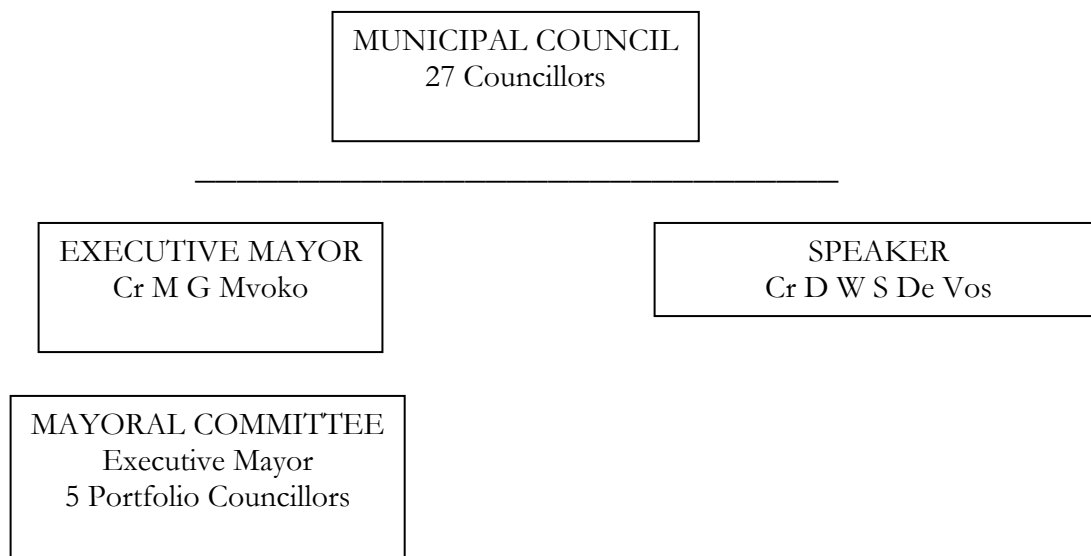 MUNICIPAL COUNCIL
27 Councillors
EXECUTIVE MAYOR
Cr M G Mvoko
SPEAKER
Cr D W S De Vos
MAYORAL COMMITTEE
Executive Mayor
5 Portfolio Councillors